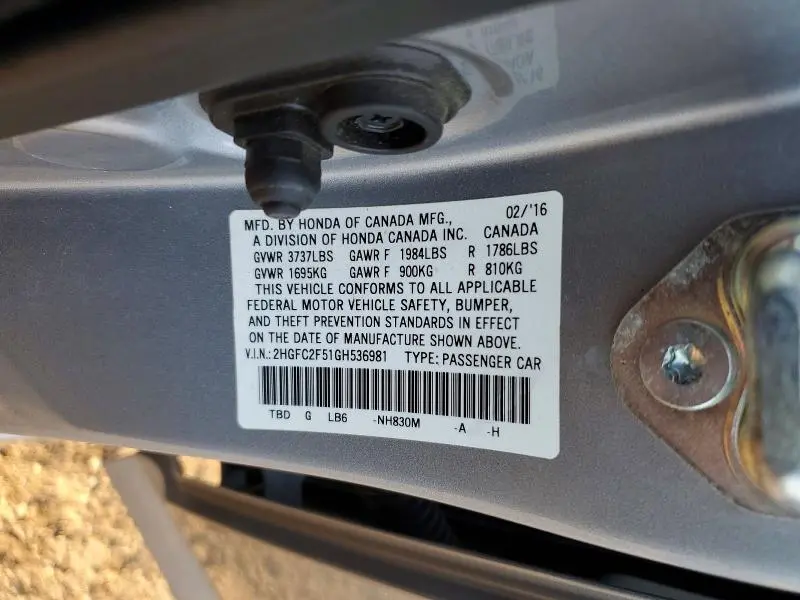 MFD. BY HONDA OF CANADA MFG., 02/'16
A DIVISION OF HONDA CANADA INC. CANADA
GVWR 3737LBS GAWR F 1984LBS R 1786LBS
GVWR 1695KG GAWR F 900KG R 810KG
THIS VEHICLE CONFORMS TO ALL APPLICABLE
FEDERAL MOTOR VEHICLE SAFETY, BUMPER,
AND THEFT PREVENTION STANDARDS IN EFFECT
ON THE DATE OF MANUFACTURE SHOWN ABOVE.
V.I.N.: 2HGFC2F51GH536981 TYPE: PASSENGER CAR
TBD G LB6 -NH830M -A -H